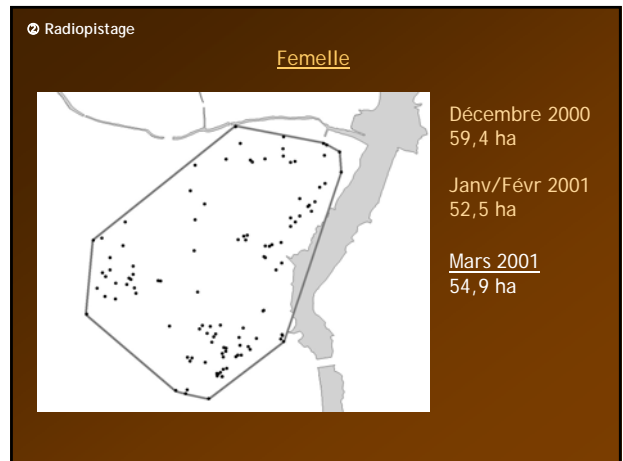 ② Radiopistage
Femelle
Décembre 2000
59,4 ha
Janv/Févr 2001
52,5 ha
Mars 2001
54,9 ha